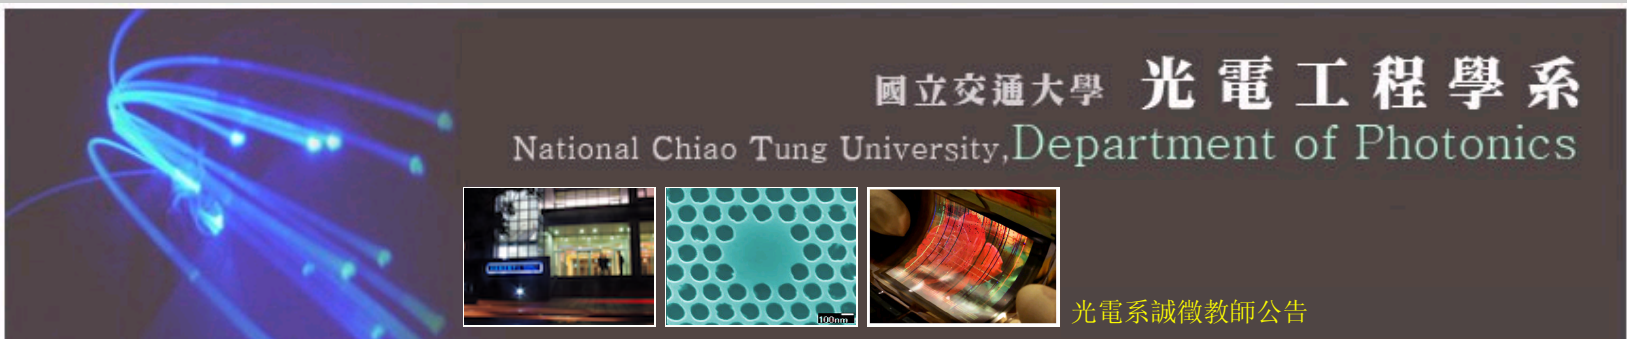 國立交通大學 光電工程學系
National Chiao Tung University,Department of Photonics
100nm
光電系誠徵教師公告